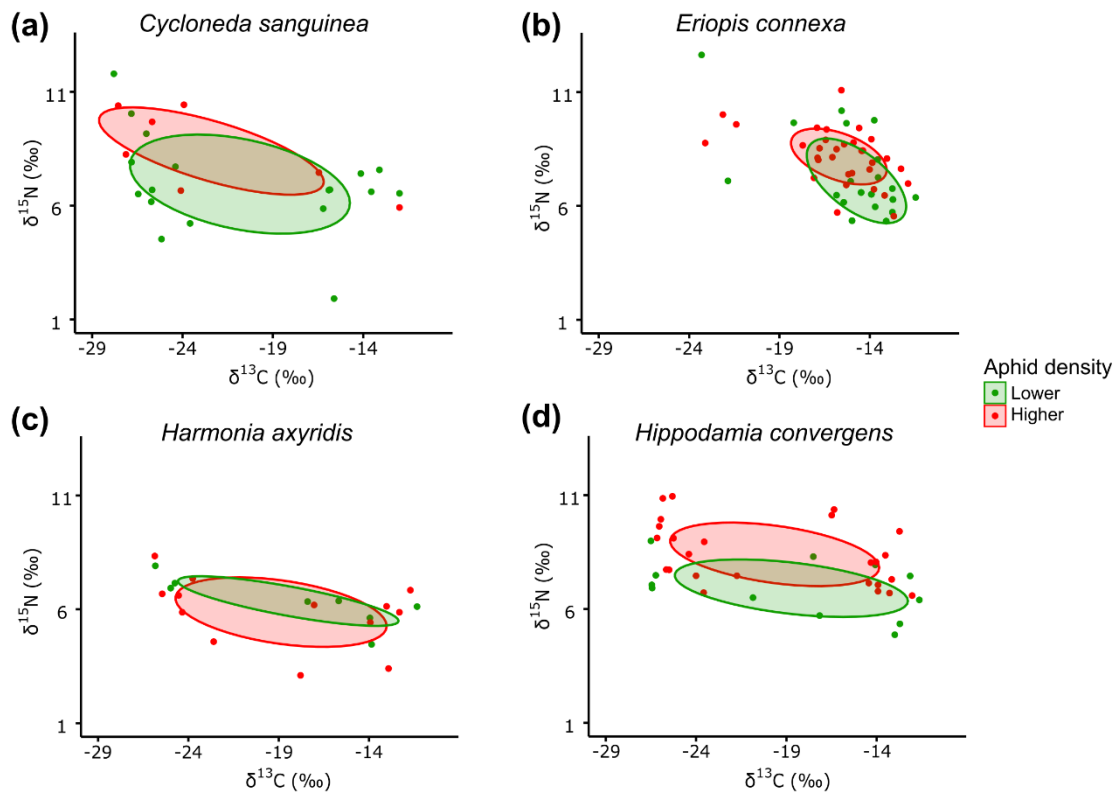 (a) Cycloneda sanguinea
11
6
1
δ¹⁵N (‰)
-29 -24 -19 -14
δ¹³C (‰)
(b) Eriopis connexa
11
6
1
δ¹⁵N (‰)
-29 -24 -19 -14
δ¹³C (‰)
Aphid density
Lower
Higher
(c) Harmonia axyridis
11
6
1
δ¹⁵N (‰)
-29 -24 -19 -14
δ¹³C (‰)
(d) Hippodamia convergens
11
6
1
δ¹⁵N (‰)
-29 -24 -19 -14
δ¹³C (‰)